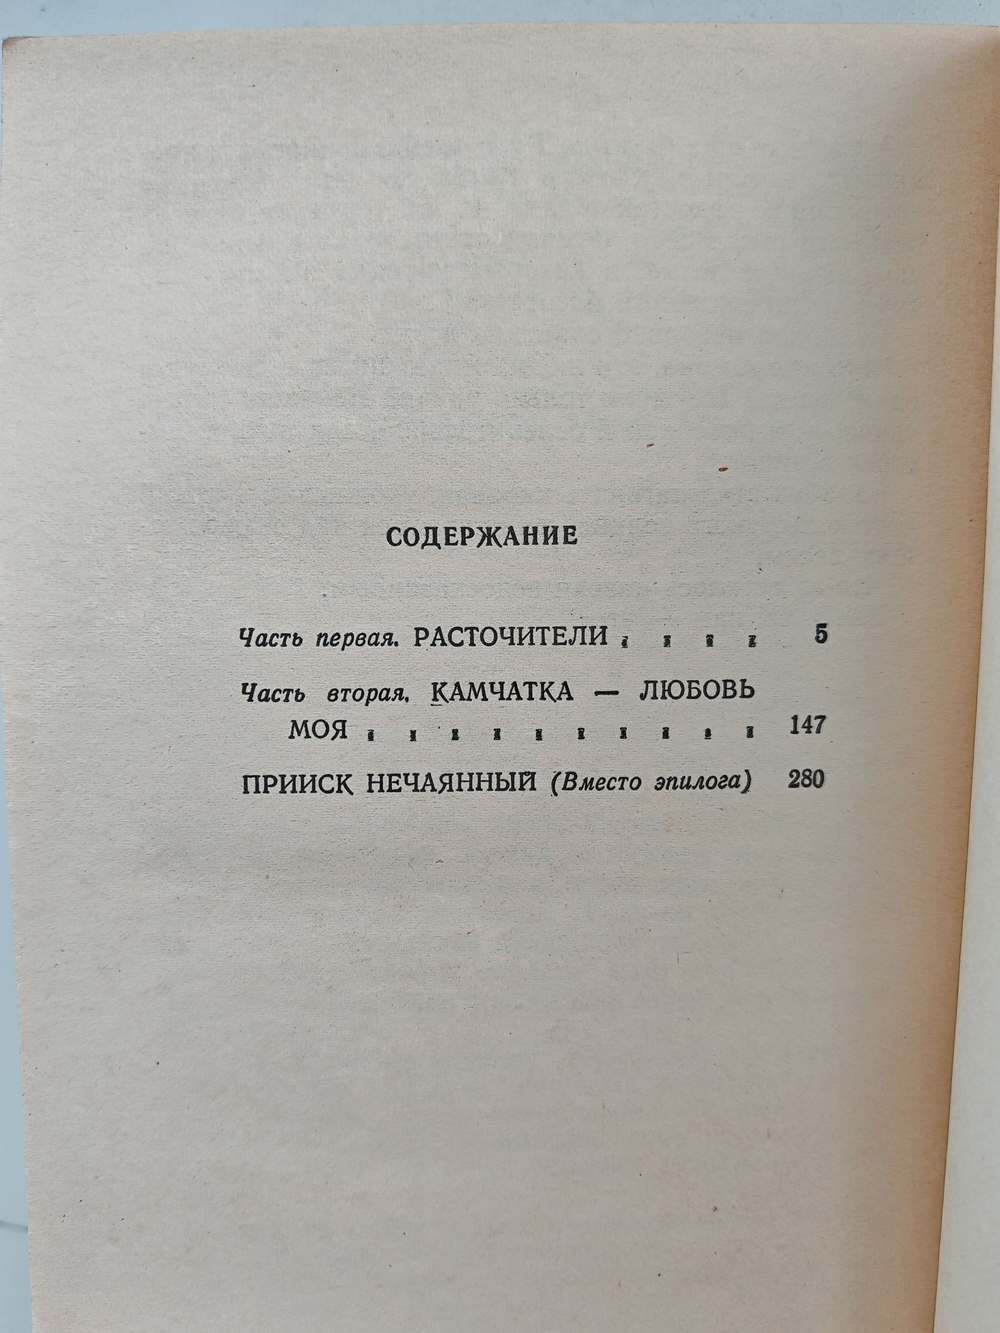 СОДЕРЖАНИЕ
Часть первая. РАСТОЧИТЕЛИ . . . . 5
Часть вторая. КАМЧАТКА — ЛЮБОВЬ
МОЯ . . . . . . . . . . 147
ПРИИСК НЕЧАЯННЫЙ (Вместо эпилога) 280